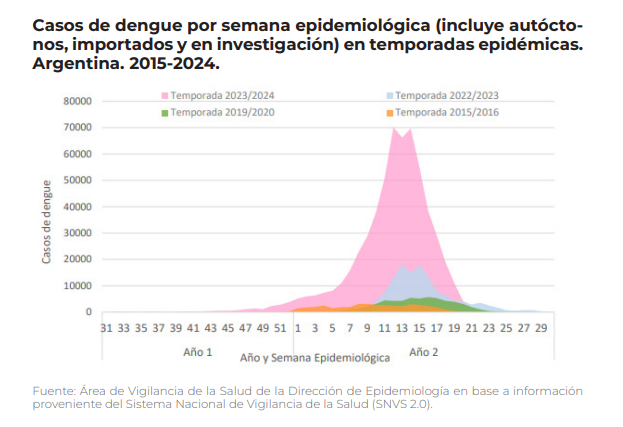 Casos de dengue por semana epidemiológica (incluye autócto-
nos, importados y en investigación) en temporadas epidémicas.
Argentina. 2015-2024.
Temporada 2023/2024 Temporada 2022/2023
Temporada 2019/2020 Temporada 2015/2016
80000
70000
60000
50000
40000
30000
20000
10000
0
Casos de dengue
31 33 35 37 39 41 43 45 47 49 51 1 3 5 7 9 11 13 15 17 19 21 23 25 27 29
Año 1 Año 2
Año y Semana Epidemiológica
Fuente: Área de Vigilancia de la Salud de la Dirección de Epidemiología en base a información
proveniente del Sistema Nacional de Vigilancia de la Salud (SNVS 2.0).